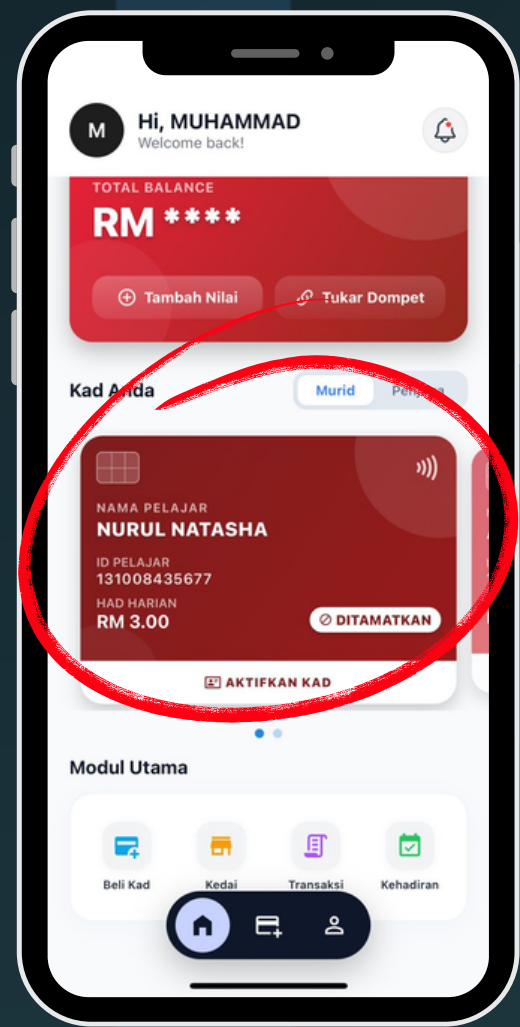 M
Hi, MUHAMMAD
Welcome back!
TOTAL BALANCE
RM ****
Tambah Nilai
Tukar Dompet
Kad Anda
Murid
Penjaga
NAMA PELAJAR
NURUL NATASHA
ID PELAJAR
131008435677
HAD HARIAN
RM 3.00
DITAMATKAN
AKTIFKAN KAD
Modul Utama
Beli Kad
Kedai
Transaksi
Kehadiran